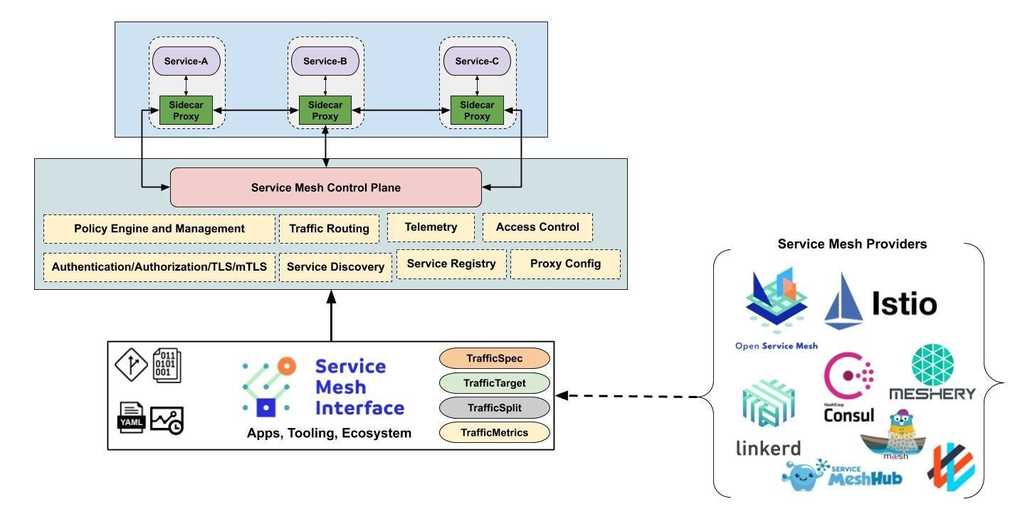 Service-A
Service-B
Service-C
Sidecar
Proxy
Sidecar
Proxy
Sidecar
Proxy
Service Mesh Control Plane
Policy Engine and Management
Traffic Routing
Telemetry
Access Control
Authentication/Authorization/TLS/mTLS
Service Discovery
Service Registry
Proxy Config
011
0101
001
YAML
Service
Mesh
Interface
Apps, Tooling, Ecosystem
TrafficSpec
TrafficTarget
TrafficSplit
TrafficMetrics
Service Mesh Providers
Open Service Mesh
Istio
HashiCorp
Consul
MESHERY
linkerd
maesh
SERVICE
MeshHub